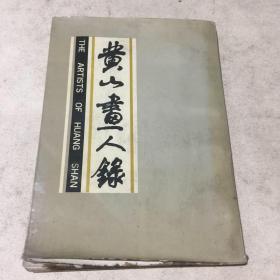 黄山畫人錄
THE ARTISTS OF HUANG SHAN